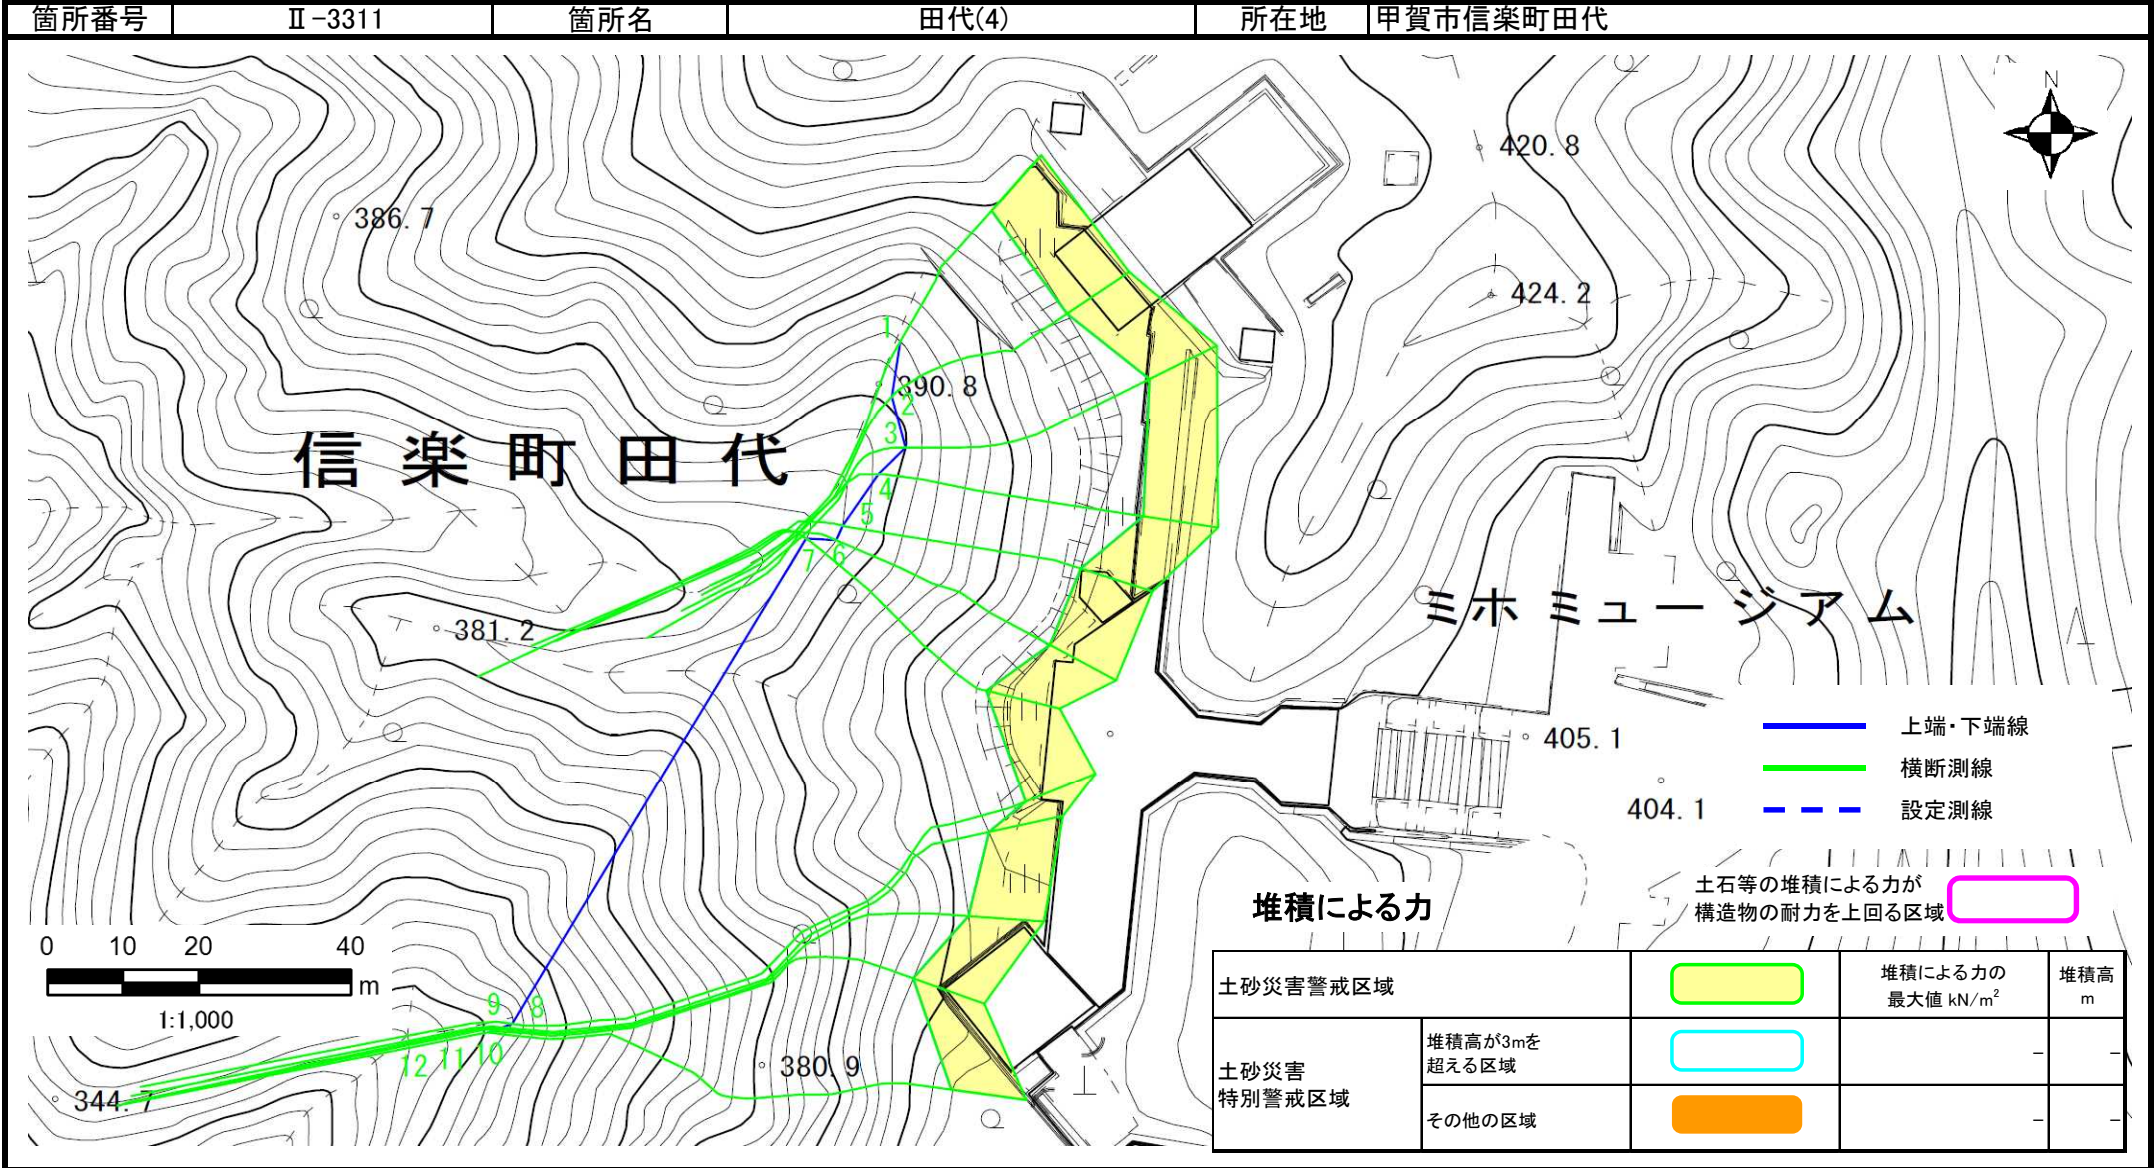 箇所番号 Ⅱ-3311 箇所名 田代(4) 所在地 甲賀市信楽町田代
N
420.8
386.7
424.2
1
390.8
2
3
信楽町田代
4
5
7 6
ミホミュージアム
381.2
上端・下端線
405.1
横断測線
404.1
設定測線
土石等の堆積による力が
構造物の耐力を上回る区域
堆積による力
0 10 20 40
m
1:1,000
土砂災害警戒区域
堆積による力の
最大値 kN/m²
堆積高
m
9 8
12 11 10
380.9
344.7
土砂災害
特別警戒区域
堆積高が3mを
超える区域
- -
その他の区域
- -